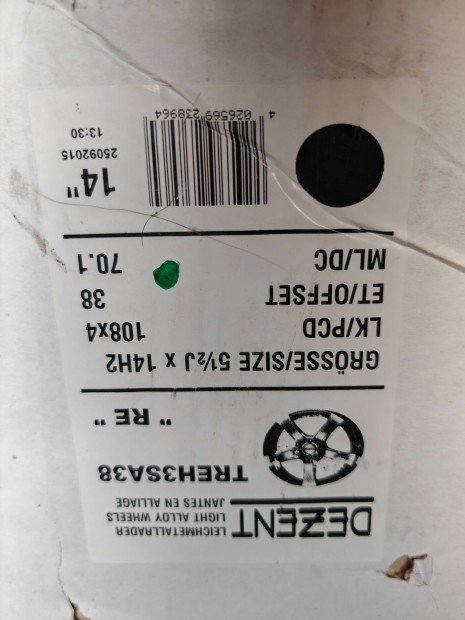 DEZENT
LEICHMETALLRADER
LIGHT ALLOY WHEELS
JANTES EN ALLIAGE
TREH3SA38
" RE "
GRÖSSE/SIZE 5½J x 14H2
LK/PCD 108x4
ET/OFFSET 38
ML/DC 70.1
14"
25092015
13:30
4 026569 238964